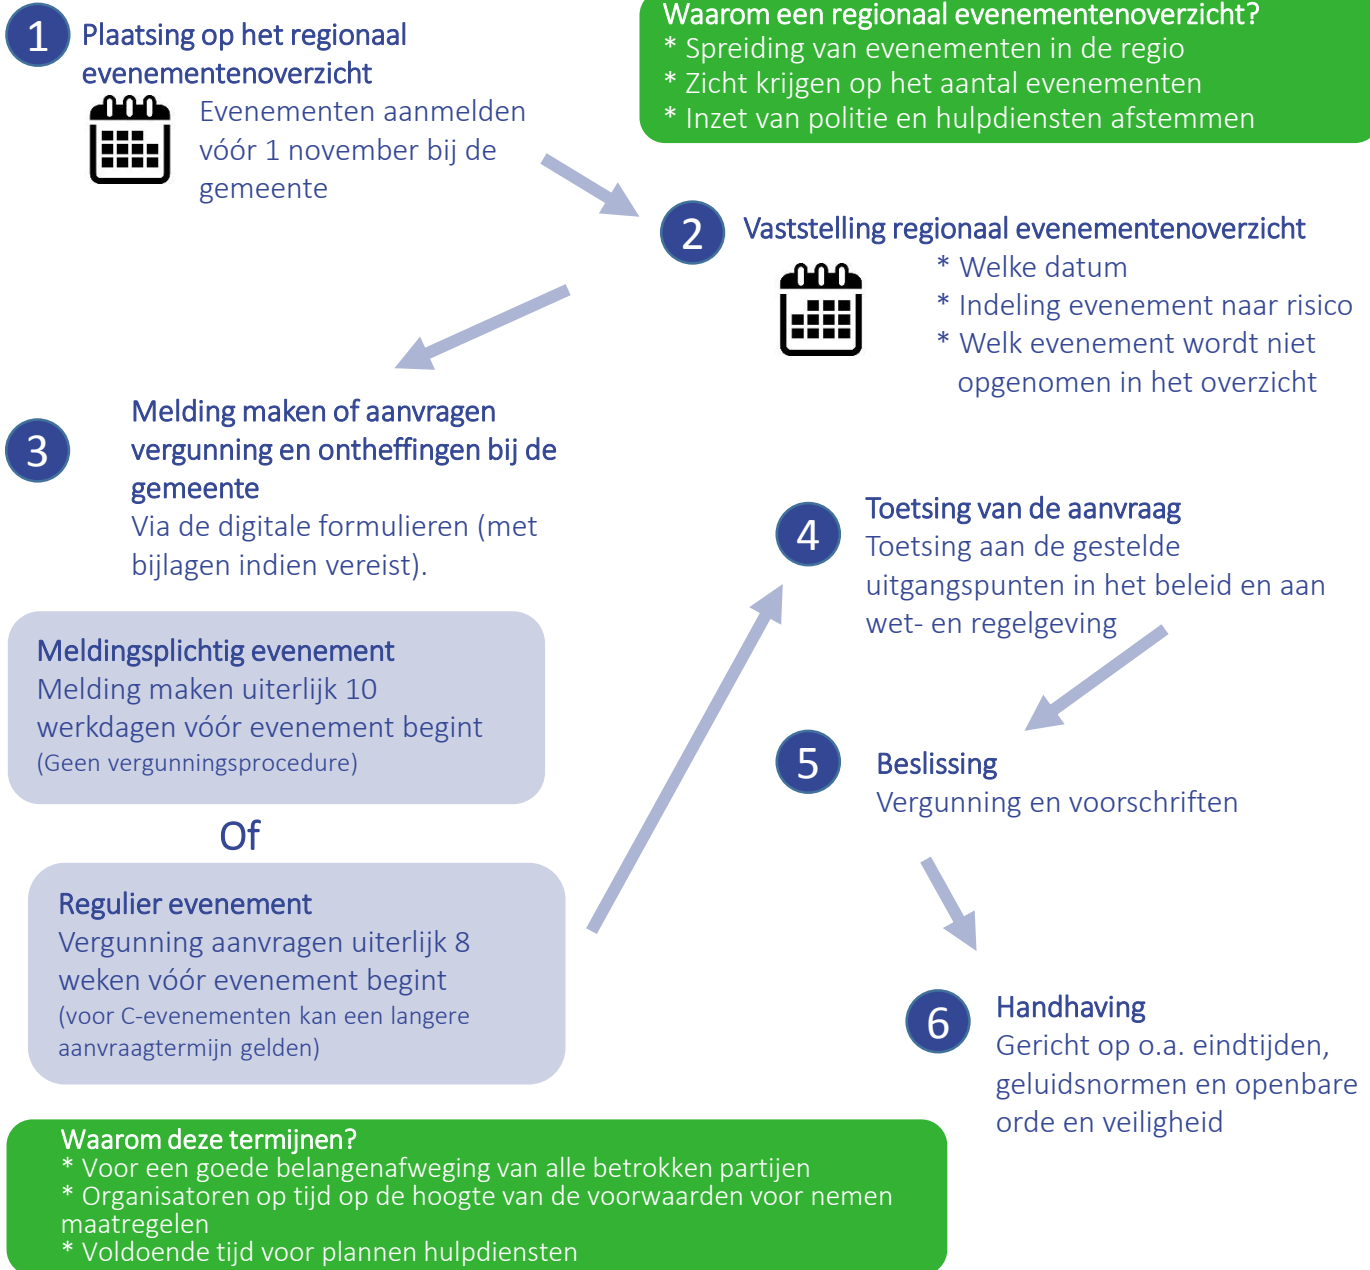 1
Plaatsing op het regionaal
evenementenoverzicht
Evenementen aanmelden
vóór 1 november bij de
gemeente
Waarom een regionaal evenementenoverzicht?
* Spreiding van evenementen in de regio
* Zicht krijgen op het aantal evenementen
* Inzet van politie en hulpdiensten afstemmen
2
Vaststelling regionaal evenementenoverzicht
* Welke datum
* Indeling evenement naar risico
* Welk evenement wordt niet
opgenomen in het overzicht
3
Melding maken of aanvragen
vergunning en ontheffingen bij de
gemeente
Via de digitale formulieren (met
bijlagen indien vereist).
Meldingsplichtig evenement
Melding maken uiterlijk 10
werkdagen vóór evenement begint
(Geen vergunningsprocedure)
Of
Regulier evenement
Vergunning aanvragen uiterlijk 8
weken vóór evenement begint
(voor C-evenementen kan een langere
aanvraagtermijn gelden)
4
Toetsing van de aanvraag
Toetsing aan de gestelde
uitgangspunten in het beleid en aan
wet- en regelgeving
5
Beslissing
Vergunning en voorschriften
6
Handhaving
Gericht op o.a. eindtijden,
geluidsnormen en openbare
orde en veiligheid
Waarom deze termijnen?
* Voor een goede belangenafweging van alle betrokken partijen
* Organisatoren op tijd op de hoogte van de voorwaarden voor nemen
maatregelen
* Voldoende tijd voor plannen hulpdiensten